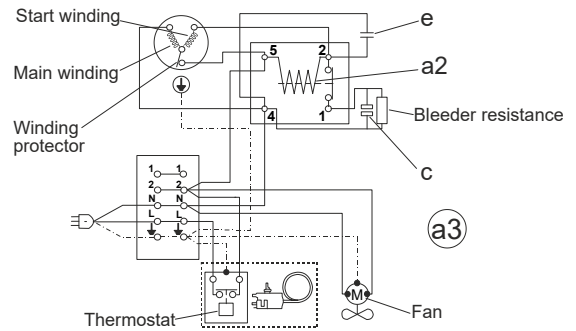 Start winding
Main winding
Winding
protector
5 2
4 1
e
a2
Bleeder resistance
c
a3
1 1
2 2
N N
L L
M
Fan
Thermostat